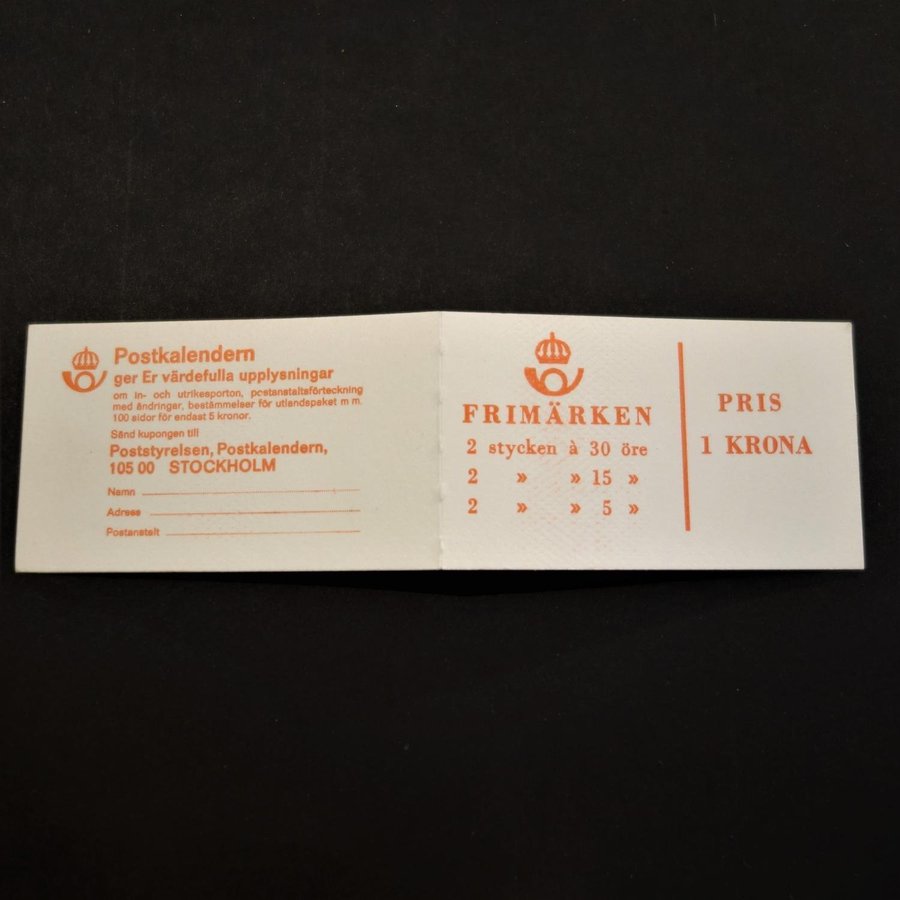 Postkalendern
ger Er värdefulla upplysningar
om in- och utrikesporton, postanstaltsförteckning
med ändringar, bestämmelser för utlandspaket m m.
100 sidor för endast 5 kronor.
Sänd kupongen till
Poststyrelsen, Postkalendern,
105 00 STOCKHOLM
Namn
Adress
Postanstalt
FRIMÄRKEN
2 stycken à 30 öre
2 » » 15 »
2 » » 5 »
PRIS
1 KRONA